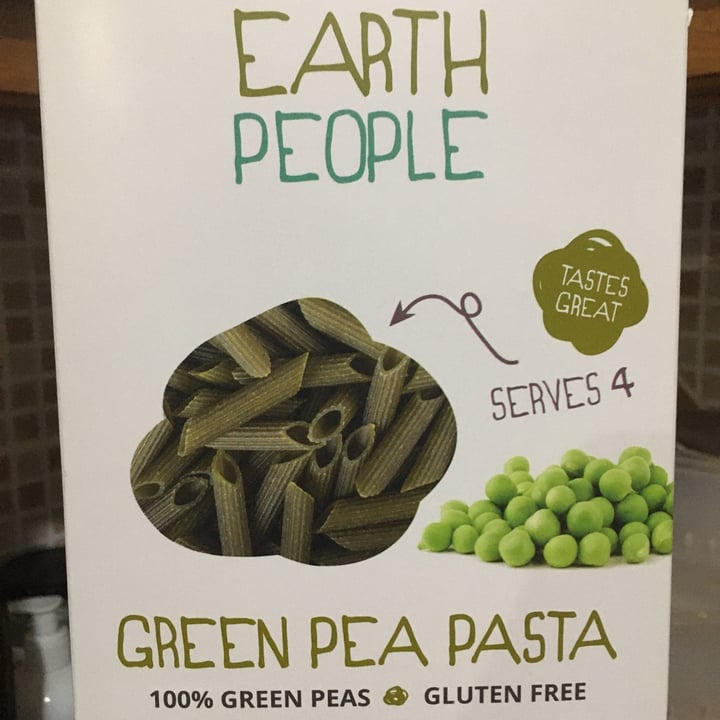 EARTH
PEOPLE
TASTES
GREAT
SERVES 4
GREEN PEA PASTA
100% GREEN PEAS GLUTEN FREE